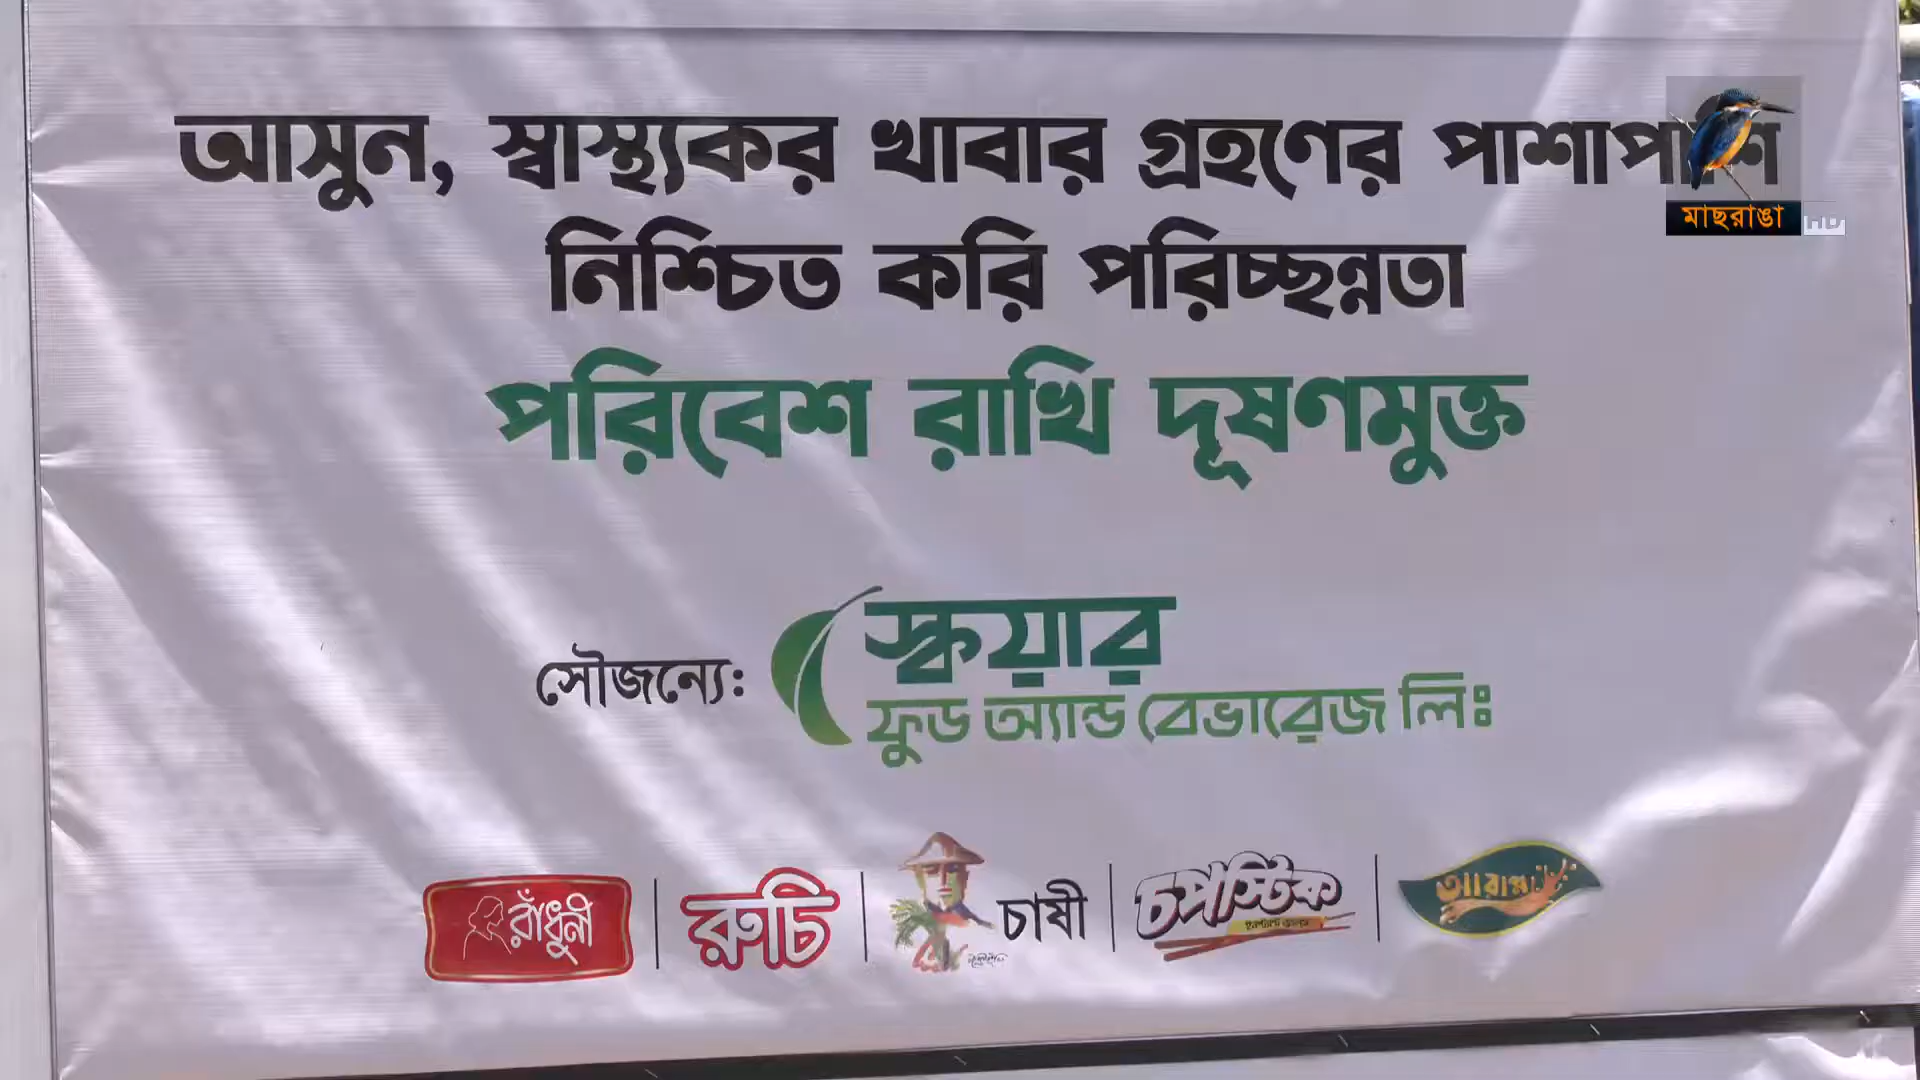 আসুন, স্বাস্থ্যকর খাবার গ্রহণের পাশাপাশি
নিশ্চিত করি পরিচ্ছন্নতা
পরিবেশ রাখি দূষণমুক্ত
মাছরাঙা HD
সৌজন্যে: স্কয়ার
ফুড অ্যান্ড বেভারেজ লিঃ
রাঁধুনী
রুচি
চাষী
চপস্টিক